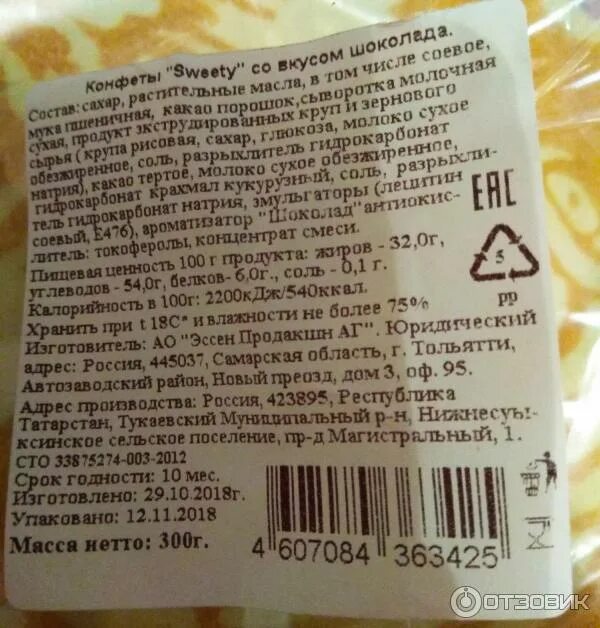 Конфеты "Sweety" со вкусом шоколада.
Состав: сахар, растительные масла, в том числе соевое,
мука пшеничная, какао порошок, сыворотка молочная
сухая, продукт экструдированных круп и зернового
сырья (крупа рисовая, сахар, глюкоза, молоко сухое
обезжиренное, соль, разрыхлитель гидрокарбонат
натрия), какао тертое, молоко сухое обезжиренное,
гидрокарбонат крахмал кукурузный, соль, разрыхли-
тель гидрокарбонат натрия, эмульгаторы (лецитин
соевый, Е476), ароматизатор "Шоколад" антиокис-
литель: токоферолы, концентрат смеси.
Пищевая ценность 100 г продукта: жиров - 32,0г,
углеводов - 54,0г, белков- 6,0г., соль - 0,1 г.
Калорийность в 100г: 2200кДж/540ккал.
Хранить при t 18С* и влажности не более 75%
Изготовитель: АО "Эссен Продакшн АГ". Юридический
адрес: Россия, 445037, Самарская область, г. Тольятти,
Автозаводский район, Новый проезд, дом 3, оф. 95.
Адрес производства: Россия, 423895, Республика
Татарстан, Тукаевский Муниципальный р-н, Нижнесуы-
ксинское сельское поселение, пр-д Магистральный, 1.
СТО 33875274-003-2012
Срок годности: 10 мес.
Изготовлено: 29.10.2018г.
Упаковано: 12.11.2018
Масса нетто: 300г.
EAC
5
PP
4 607084 363425
ОТЗОВИК